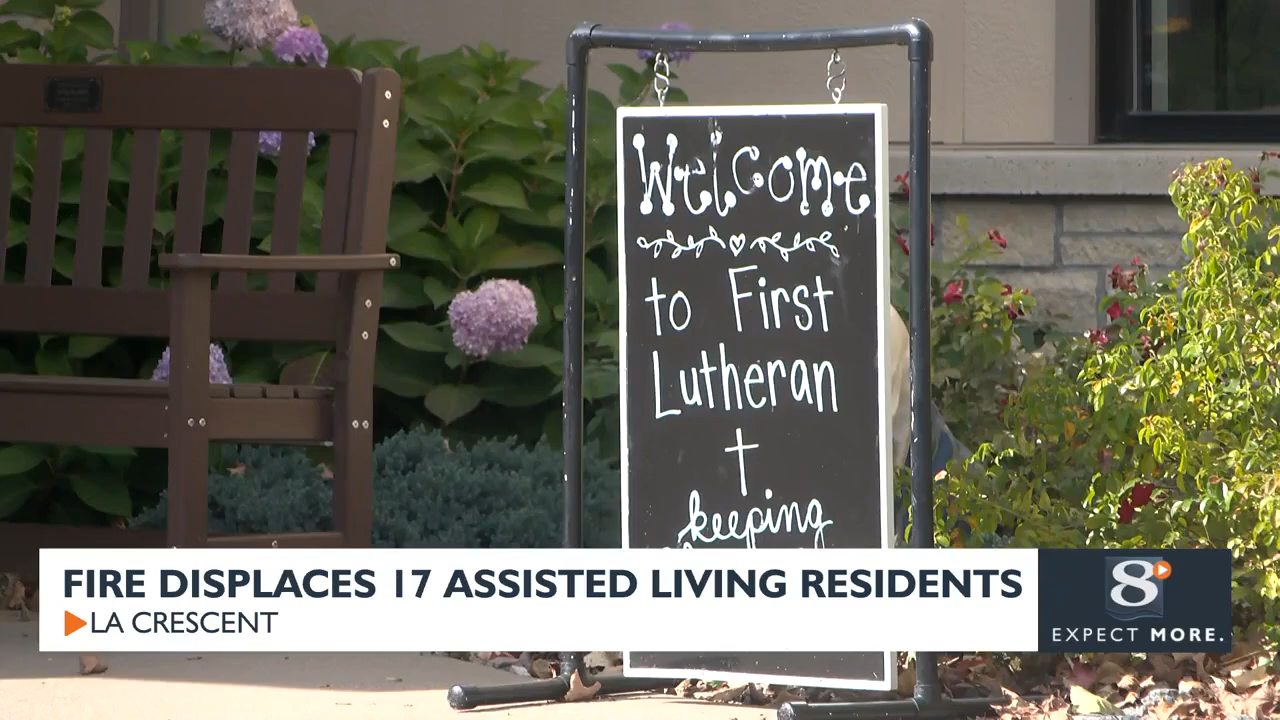 Welcome
to First
Lutheran
keeping
FIRE DISPLACES 17 ASSISTED LIVING RESIDENTS
LA CRESCENT
8
EXPECT MORE.